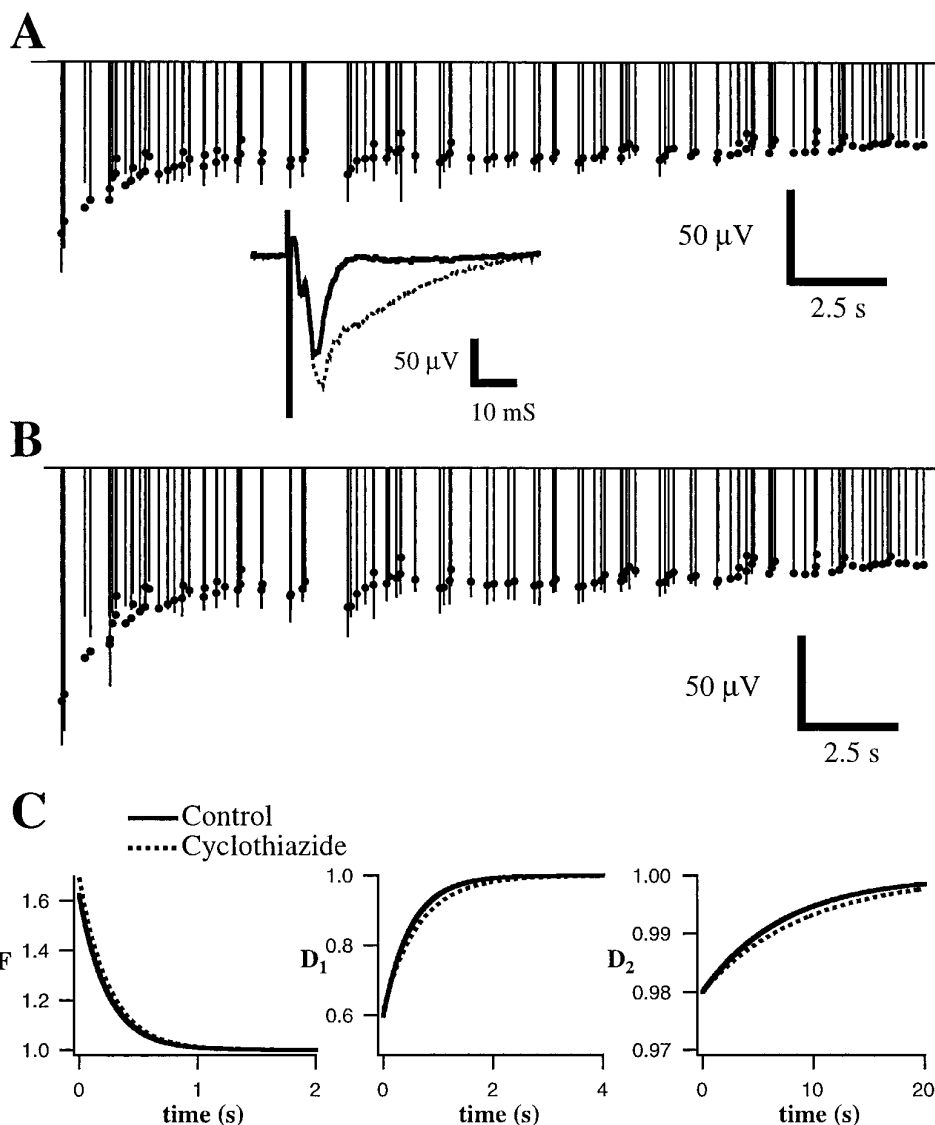 A
50 μV
2.5 s
50 μV
10 mS
B
50 μV
2.5 s
C
Control
Cyclothiazide
F
1.6
1.4
1.2
1.0
0
1
2
time (s)
D1
1.0
0.8
0.6
0
2
4
time (s)
D2
1.00
0.99
0.98
0.97
0
10
20
time (s)